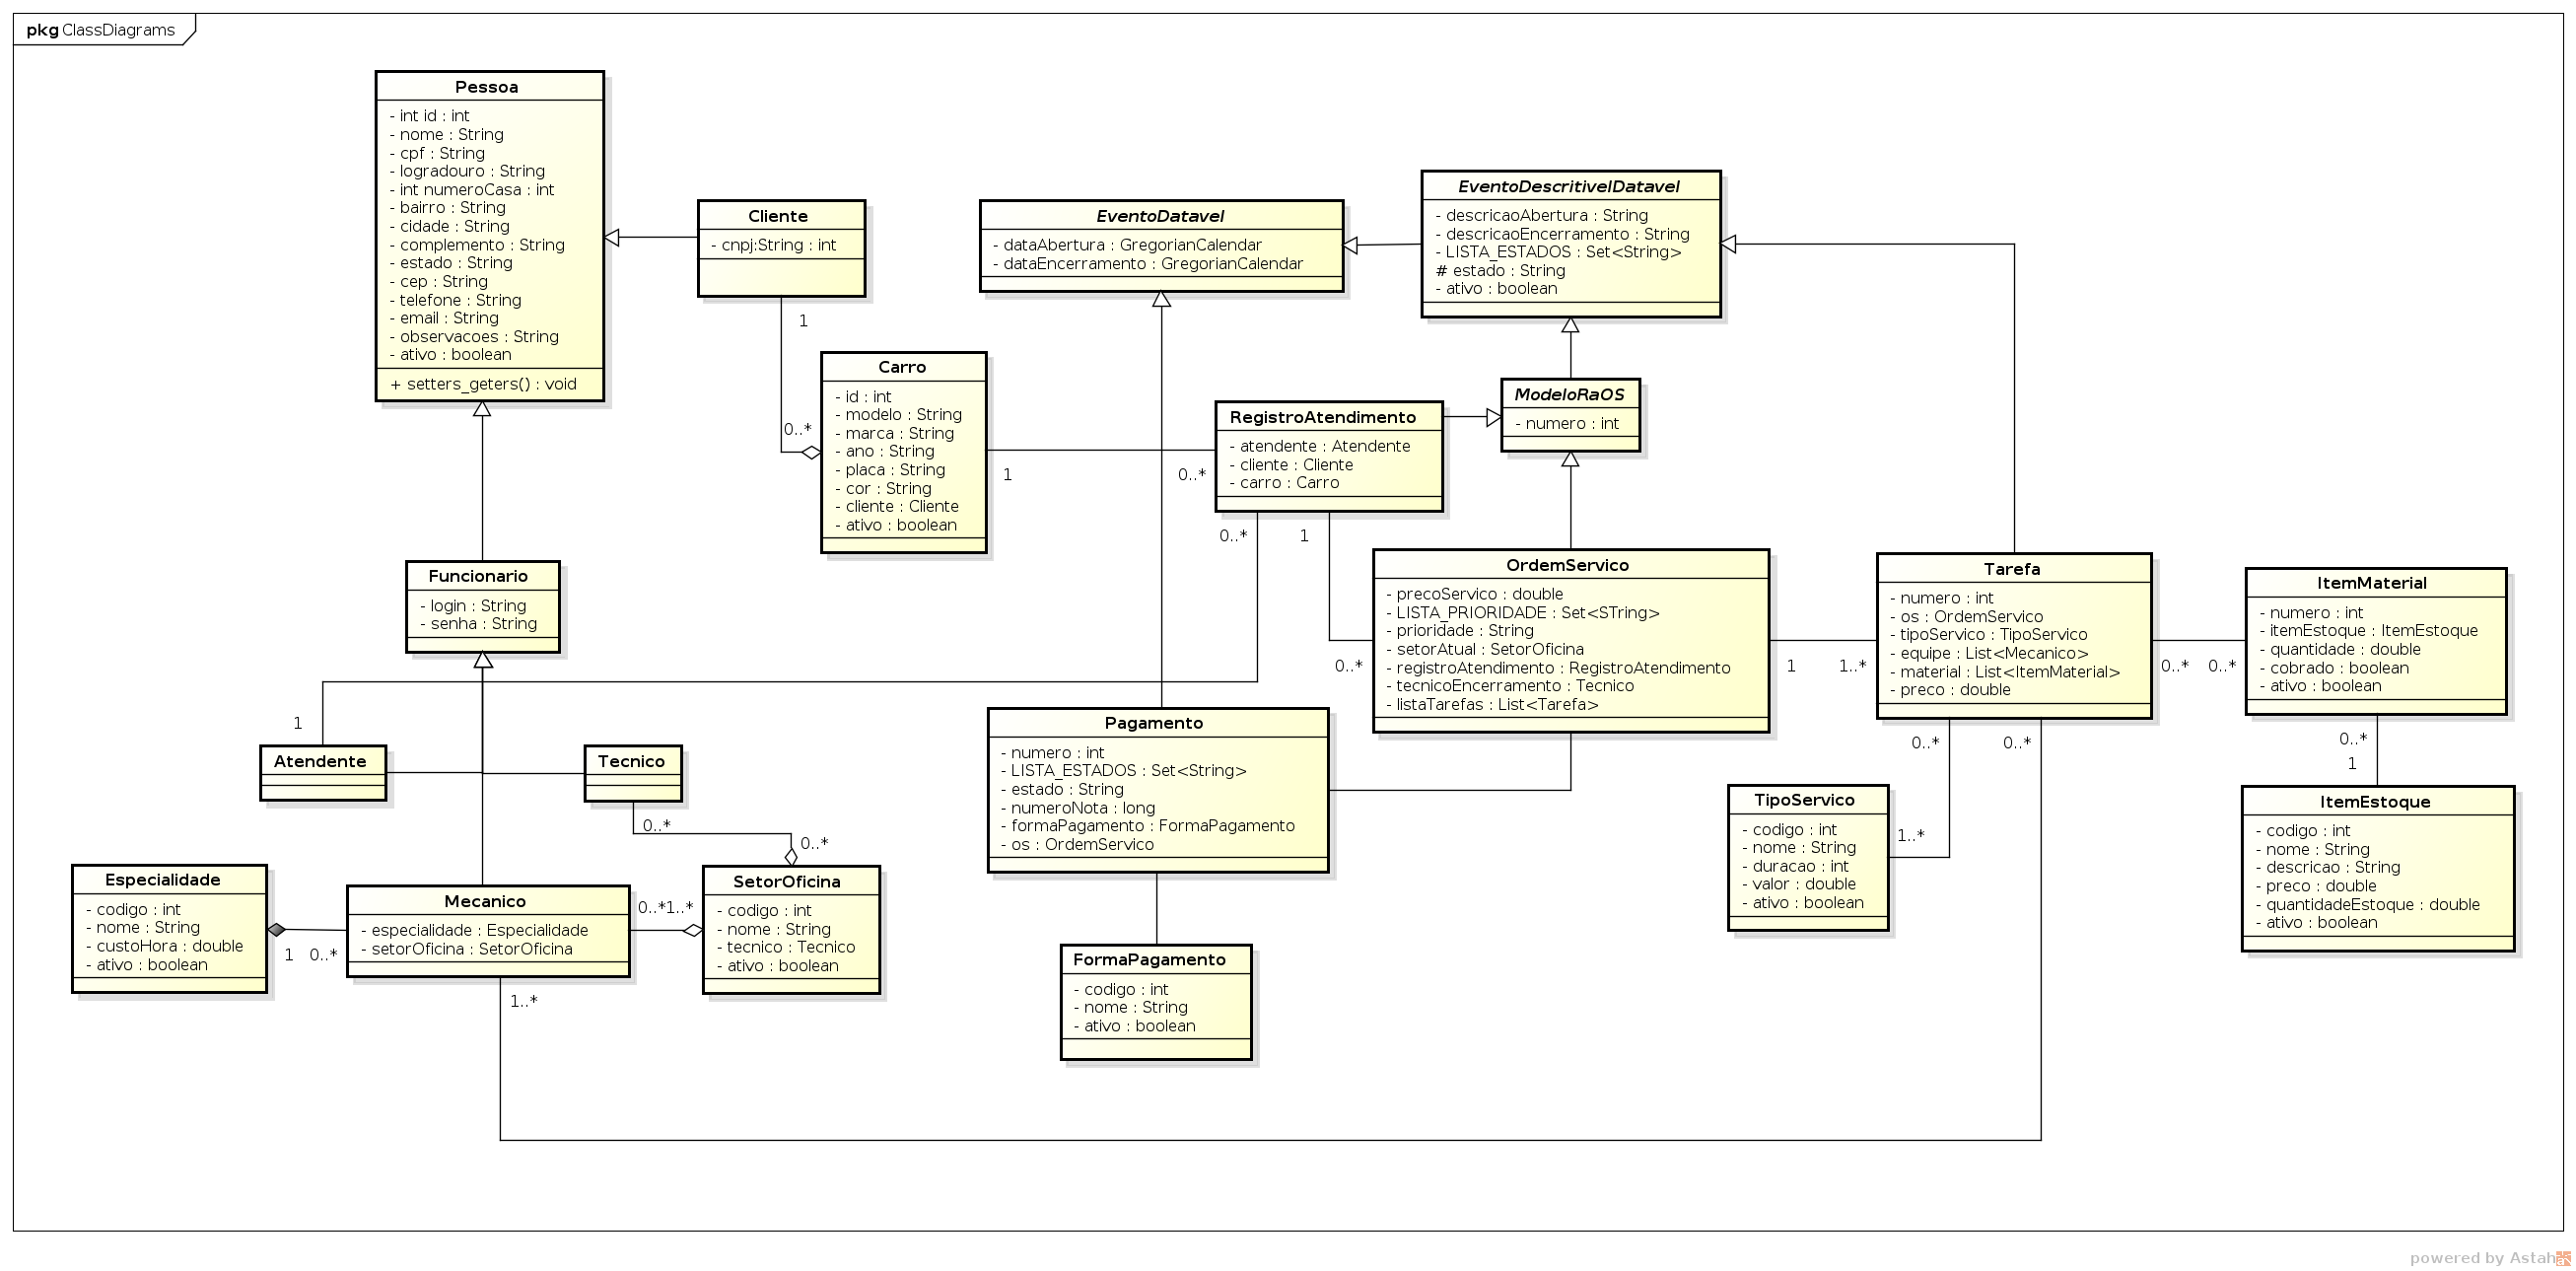 pkg ClassDiagrams
Pessoa
- int id : int
- nome : String
- cpf : String
- logradouro : String
- int numeroCasa : int
- bairro : String
- cidade : String
- complemento : String
- estado : String
- cep : String
- telefone : String
- email : String
- observacoes : String
- ativo : boolean
+ setters_geters() : void
Cliente
- cnpj:String : int
1
0..*
EventoDatavel
- dataAbertura : GregorianCalendar
- dataEncerramento : GregorianCalendar
EventoDescritivelDatavel
- descricaoAbertura : String
- descricaoEncerramento : String
- LISTA_ESTADOS : Set<String>
# estado : String
- ativo : boolean
Carro
- id : int
- modelo : String
- marca : String
- ano : String
- placa : String
- cor : String
- cliente : Cliente
- ativo : boolean
1
0..*
RegistroAtendimento
- atendente : Atendente
- cliente : Cliente
- carro : Carro
0..*
1
ModeloRaOS
- numero : int
Funcionario
- login : String
- senha : String
OrdemServico
- precoServico : double
- LISTA_PRIORIDADE : Set<STring>
- prioridade : String
- setorAtual : SetorOficina
- registroAtendimento : RegistroAtendimento
- tecnicoEncerramento : Tecnico
- listaTarefas : List<Tarefa>
0..*
1
1..*
Tarefa
- numero : int
- os : OrdemServico
- tipoServico : TipoServico
- equipe : List<Mecanico>
- material : List<ItemMaterial>
- preco : double
0..*
0..*
ItemMaterial
- numero : int
- itemEstoque : ItemEstoque
- quantidade : double
- cobrado : boolean
- ativo : boolean
1
Atendente
Tecnico
0..*
0..*
Pagamento
- numero : int
- LISTA_ESTADOS : Set<String>
- estado : String
- numeroNota : long
- formaPagamento : FormaPagamento
- os : OrdemServico
0..*
0..*
0..*
1
TipoServico
- codigo : int
- nome : String
- duracao : int
- valor : double
- ativo : boolean
1..*
ItemEstoque
- codigo : int
- nome : String
- descricao : String
- preco : double
- quantidadeEstoque : double
- ativo : boolean
Especialidade
- codigo : int
- nome : String
- custoHora : double
- ativo : boolean
1
0..*
Mecanico
- especialidade : Especialidade
- setorOficina : SetorOficina
0..*
1..*
1..*
SetorOficina
- codigo : int
- nome : String
- tecnico : Tecnico
- ativo : boolean
FormaPagamento
- codigo : int
- nome : String
- ativo : boolean
powered by Astah